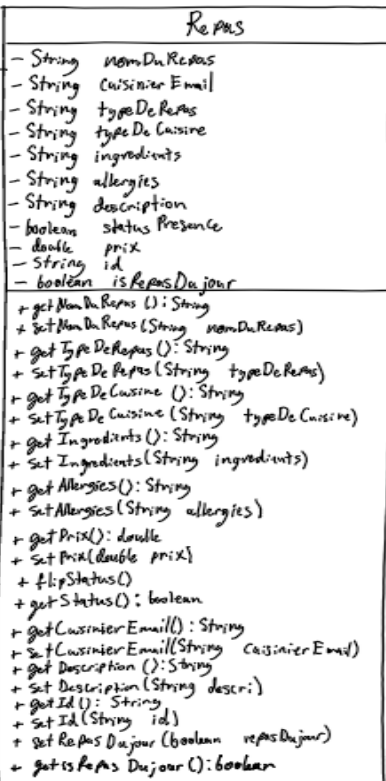 Repas
- String nomDuRepas
- String CuisinierEmail
- String typeDeRepas
- String typeDeCuisine
- String ingredients
- String allergies
- String description
- boolean statusPresence
- double prix
- String id
- boolean isRepasDujour
+ getNomDuRepas(): String
+ setNomDuRepas(String nomDuRepas)
+ getTypeDeRepas(): String
+ setTypeDeRepas(String typeDeRepas)
+ getTypeDeCuisine(): String
+ setTypeDeCuisine(String typeDeCuisine)
+ getIngredients(): String
+ setIngredients(String ingredients)
+ getAllergies(): String
+ setAllergies(String allergies)
+ getPrix(): double
+ setPrix(double prix)
+ flipStatus()
+ getStatus(): boolean
+ getCuisinierEmail(): String
+ setCuisinierEmail(String CuisinierEmail)
+ getDescription(): String
+ setDescription(String descri)
+ getId(): String
+ setId(String id)
+ setRepasDujour(boolean repasDujour)
+ getisRepasDujour(): boolean